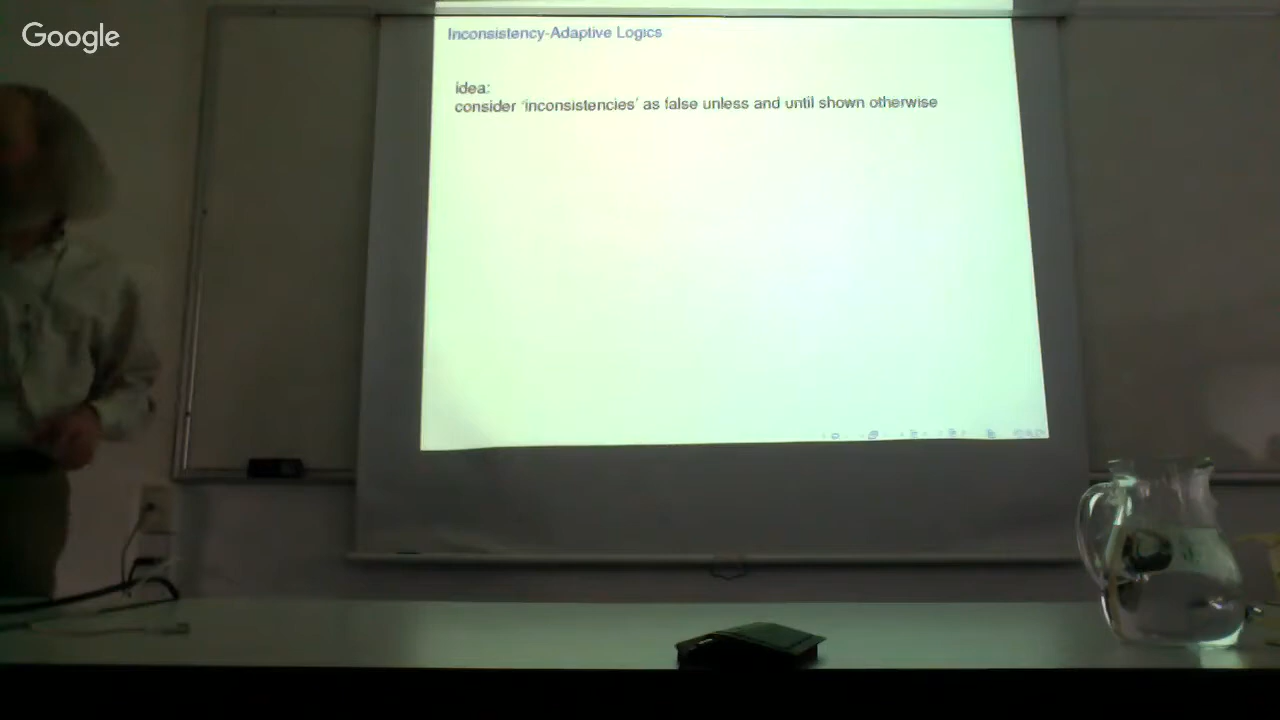 Google
Inconsistency-Adaptive Logics
idea:
consider ‘inconsistencies’ as false unless and until shown otherwise